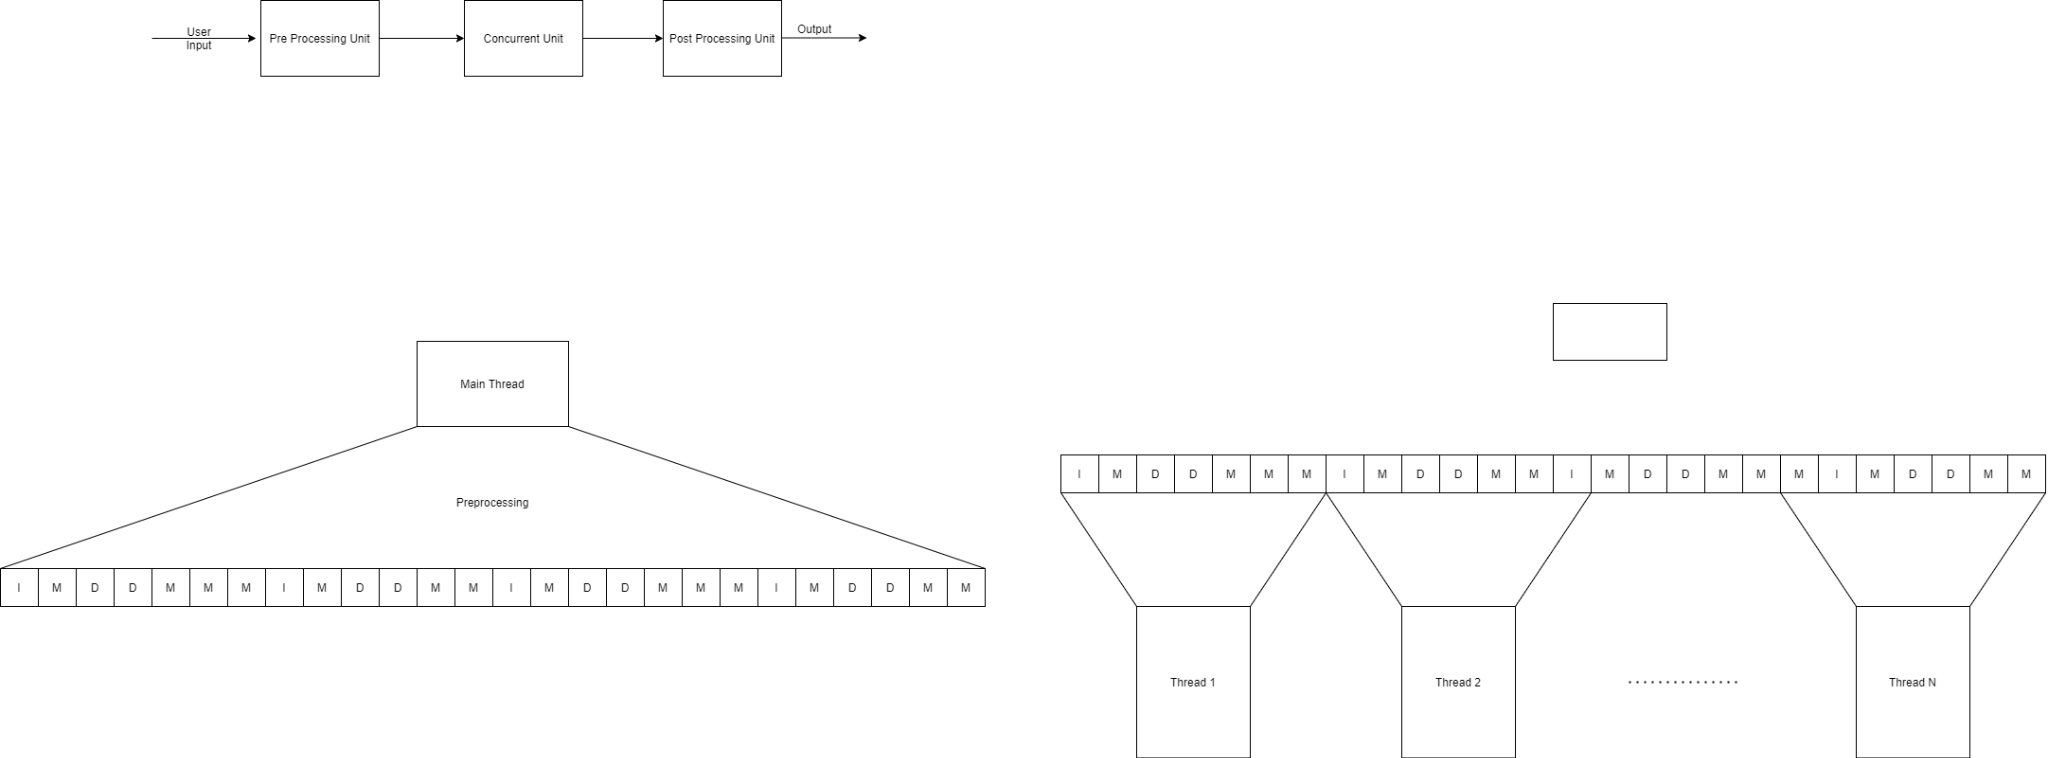 User
Input
Pre Processing Unit
Concurrent Unit
Post Processing Unit
Output
Main Thread
Preprocessing
I M D D M M M I M D D M M I M D D M M M I M D D M M
I M D D M M M I M D D M M I M D D M M M I M D D M M
Thread 1
Thread 2
Thread N